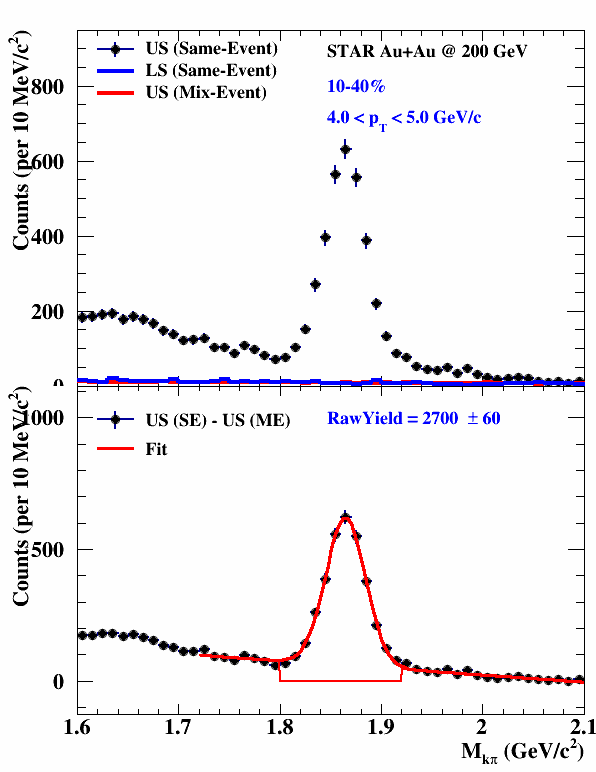 US (Same-Event)
LS (Same-Event)
US (Mix-Event)
STAR Au+Au @ 200 GeV
10-40%
4.0 < p_T < 5.0 GeV/c
Counts (per 10 MeV/c²)
800
600
400
200
0
US (SE) - US (ME)
Fit
RawYield = 2700 ± 60
Counts (per 10 MeV/c²)
1000
500
0
1.6 1.7 1.8 1.9 2 2.1
M_kπ (GeV/c²)